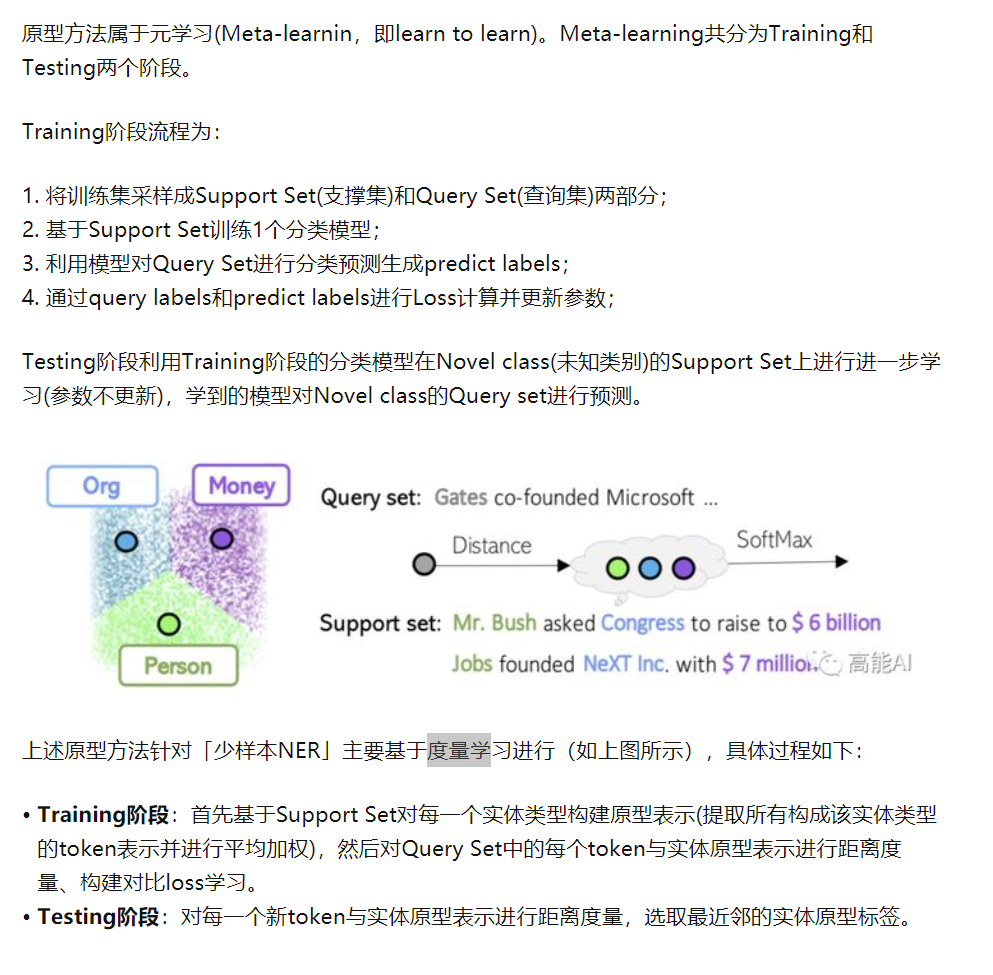 原型方法属于元学习(Meta-learnin，即learn to learn)。Meta-learning共分为Training和
Testing两个阶段。
Training阶段流程为：
1. 将训练集采样成Support Set(支撑集)和Query Set(查询集)两部分；
2. 基于Support Set训练1个分类模型；
3. 利用模型对Query Set进行分类预测生成predict labels；
4. 通过query labels和predict labels进行Loss计算并更新参数；
Testing阶段利用Training阶段的分类模型在Novel class(未知类别)的Support Set上进行进一步学
习(参数不更新)，学到的模型对Novel class的Query set进行预测。
Org
Money
Person
Query set: Gates co-founded Microsoft ...
Distance
SoftMax
Support set: Mr. Bush asked Congress to raise to $ 6 billion
Jobs founded NeXT Inc. with $ 7 million.
高能AI
上述原型方法针对「少样本NER」主要基于度量学习进行（如上图所示），具体过程如下：
• Training阶段：首先基于Support Set对每一个实体类型构建原型表示(提取所有构成该实体类型
的token表示并进行平均加权)，然后对Query Set中的每个token与实体原型表示进行距离度
量、构建对比loss学习。
• Testing阶段：对每一个新token与实体原型表示进行距离度量，选取最近邻的实体原型标签。